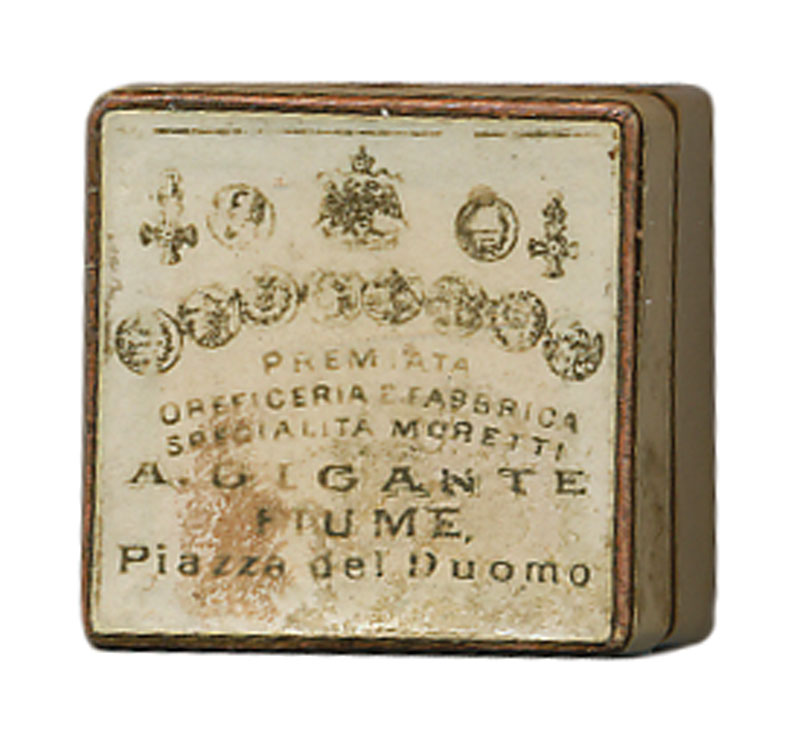 PREMIATA
OREFICERIA E FABBRICA
SPECIALITÀ MORETTI
A. GIGANTE
FIUME,
Piazza del Duomo